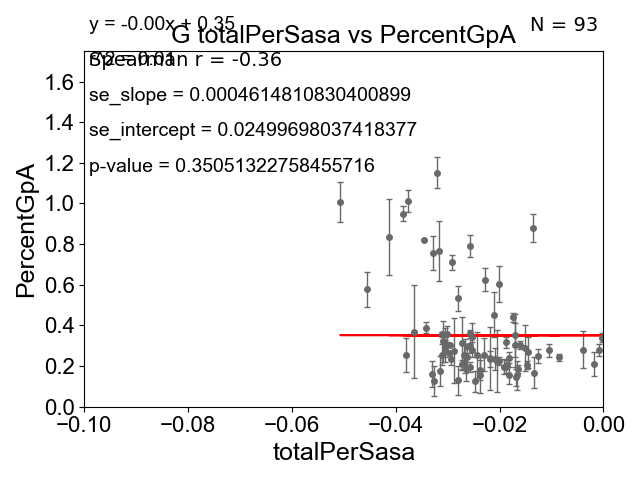 y = -0.00x + 0.35
N = 93
G totalPerSasa vs PercentGpA
Spearman r = -0.36
se_slope = 0.0004614810830400899
se_intercept = 0.02499698037418377
p-value = 0.35051322758455716
PercentGpA
1.6
1.4
1.2
1.0
0.8
0.6
0.4
0.2
0.0
−0.10
−0.08
−0.06
−0.04
−0.02
0.00
totalPerSasa